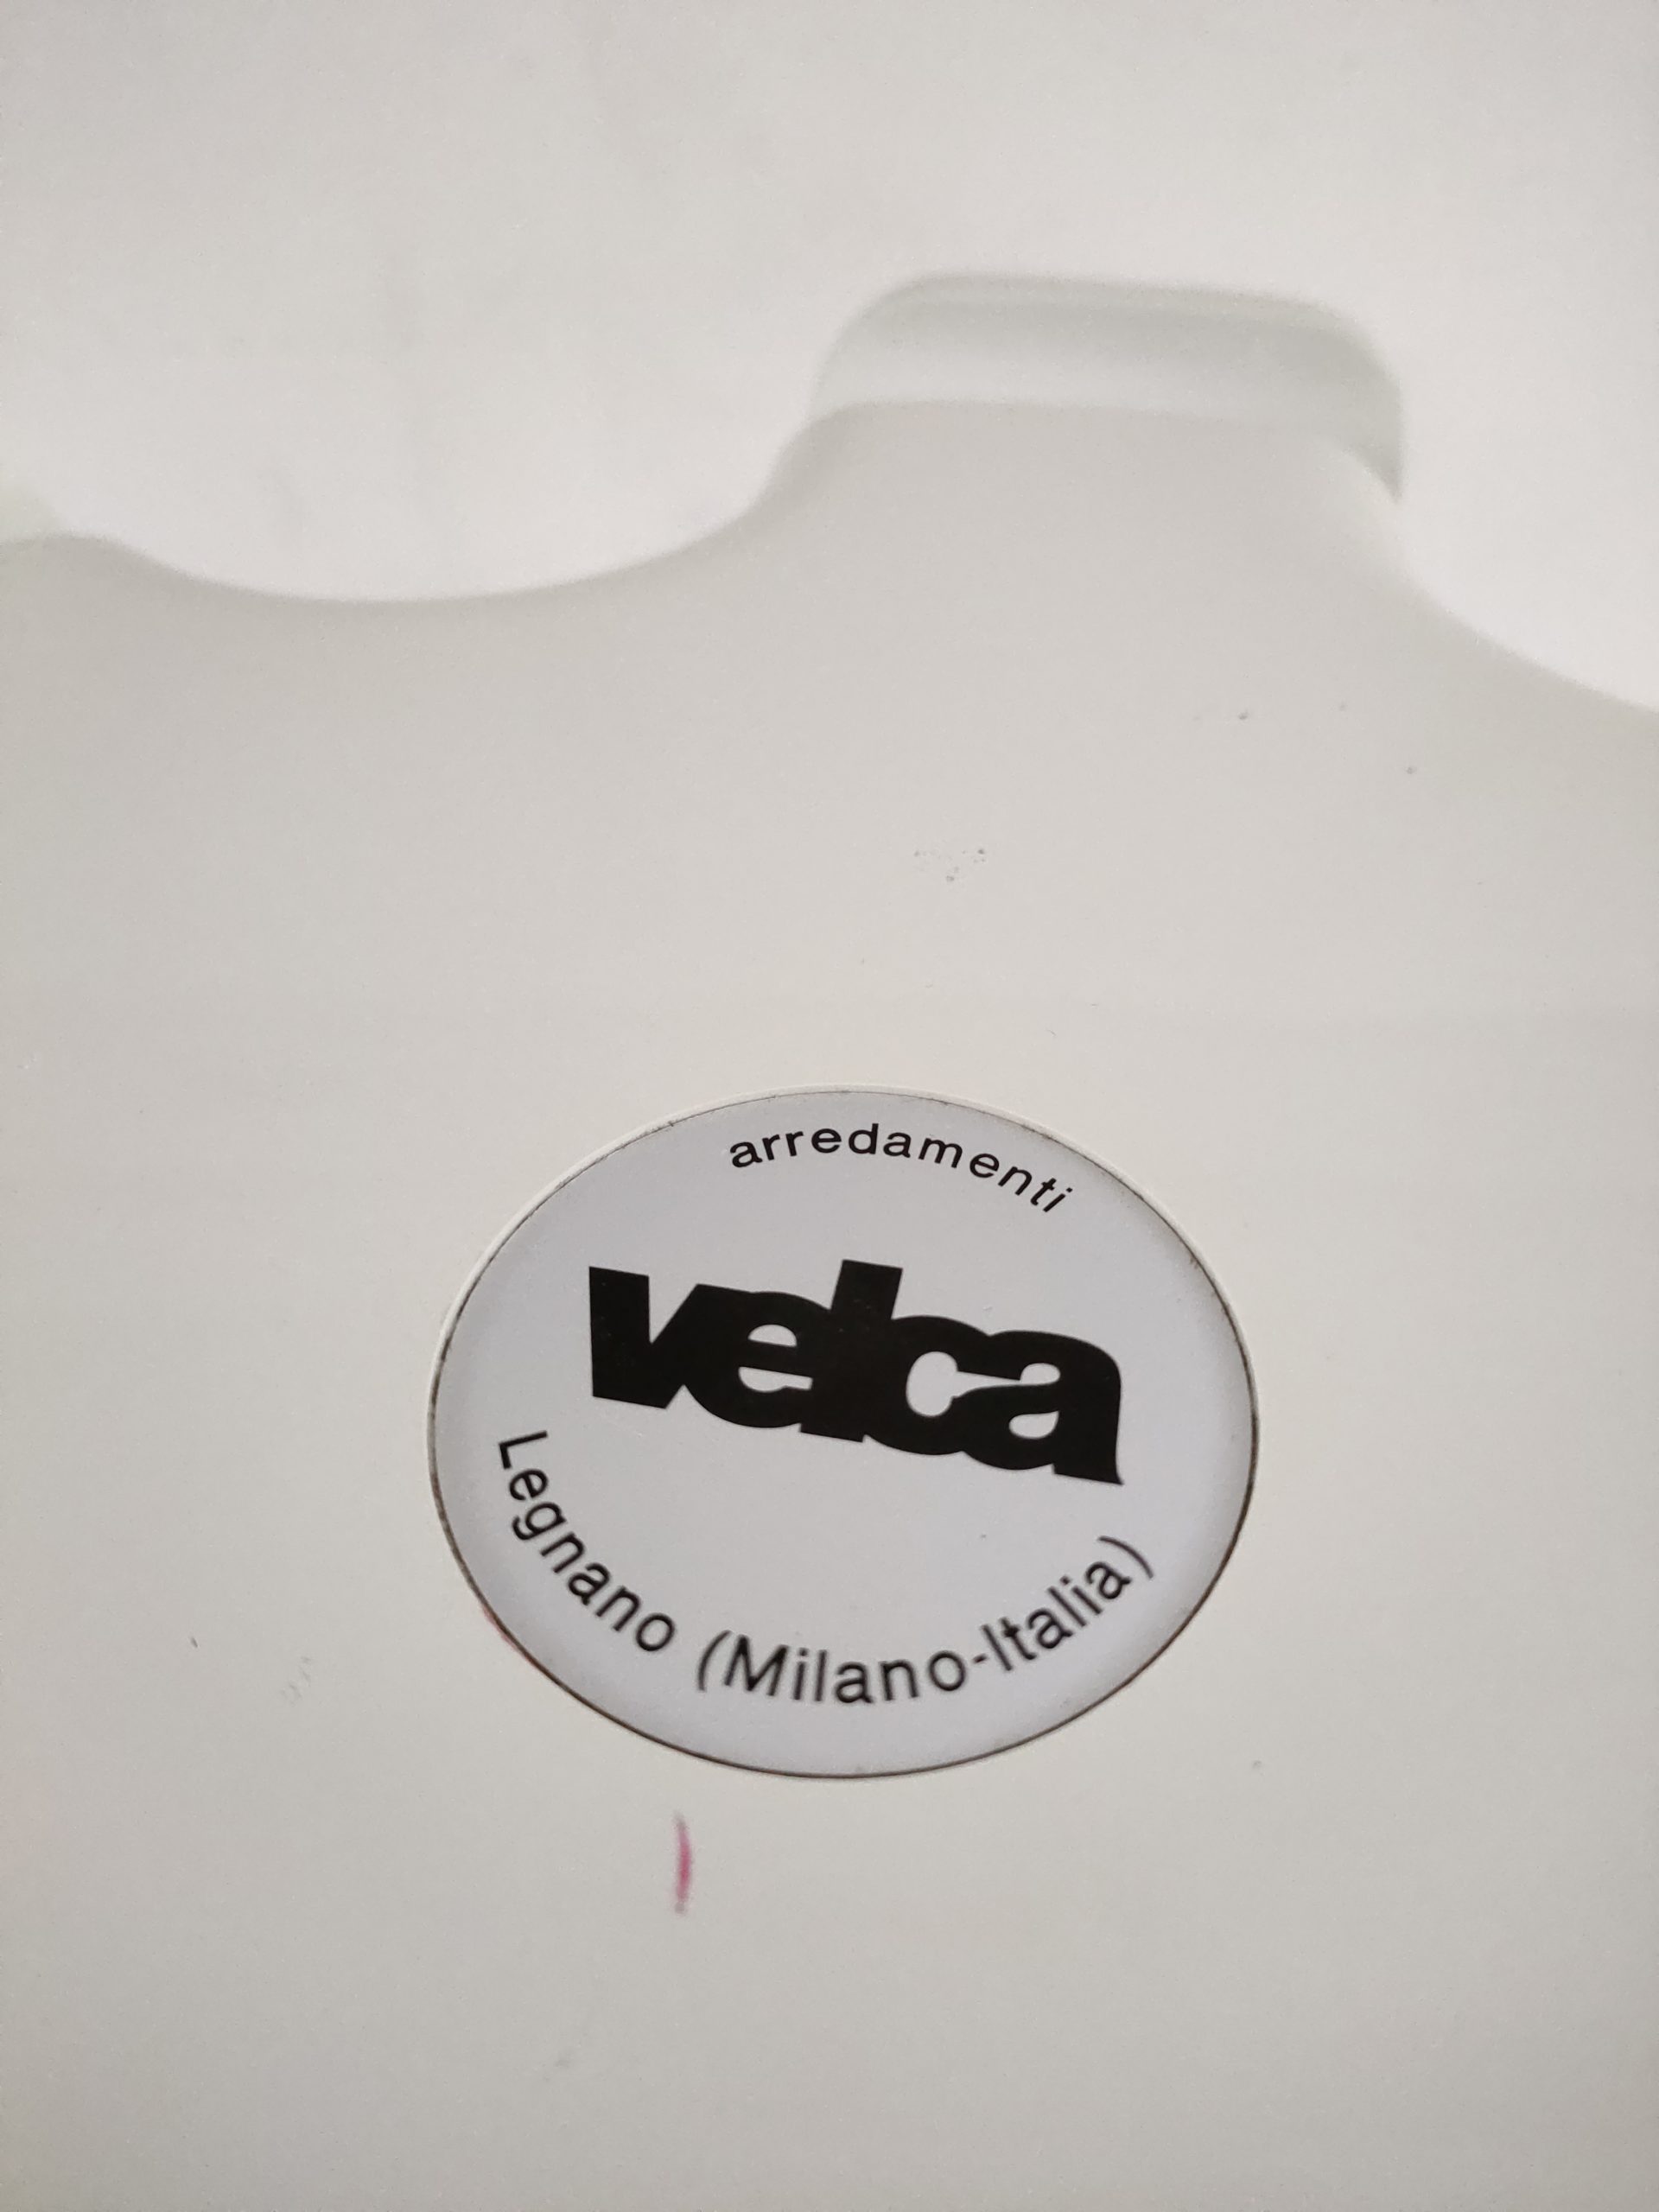 arredamenti
velca
Legnano (Milano-Italia)